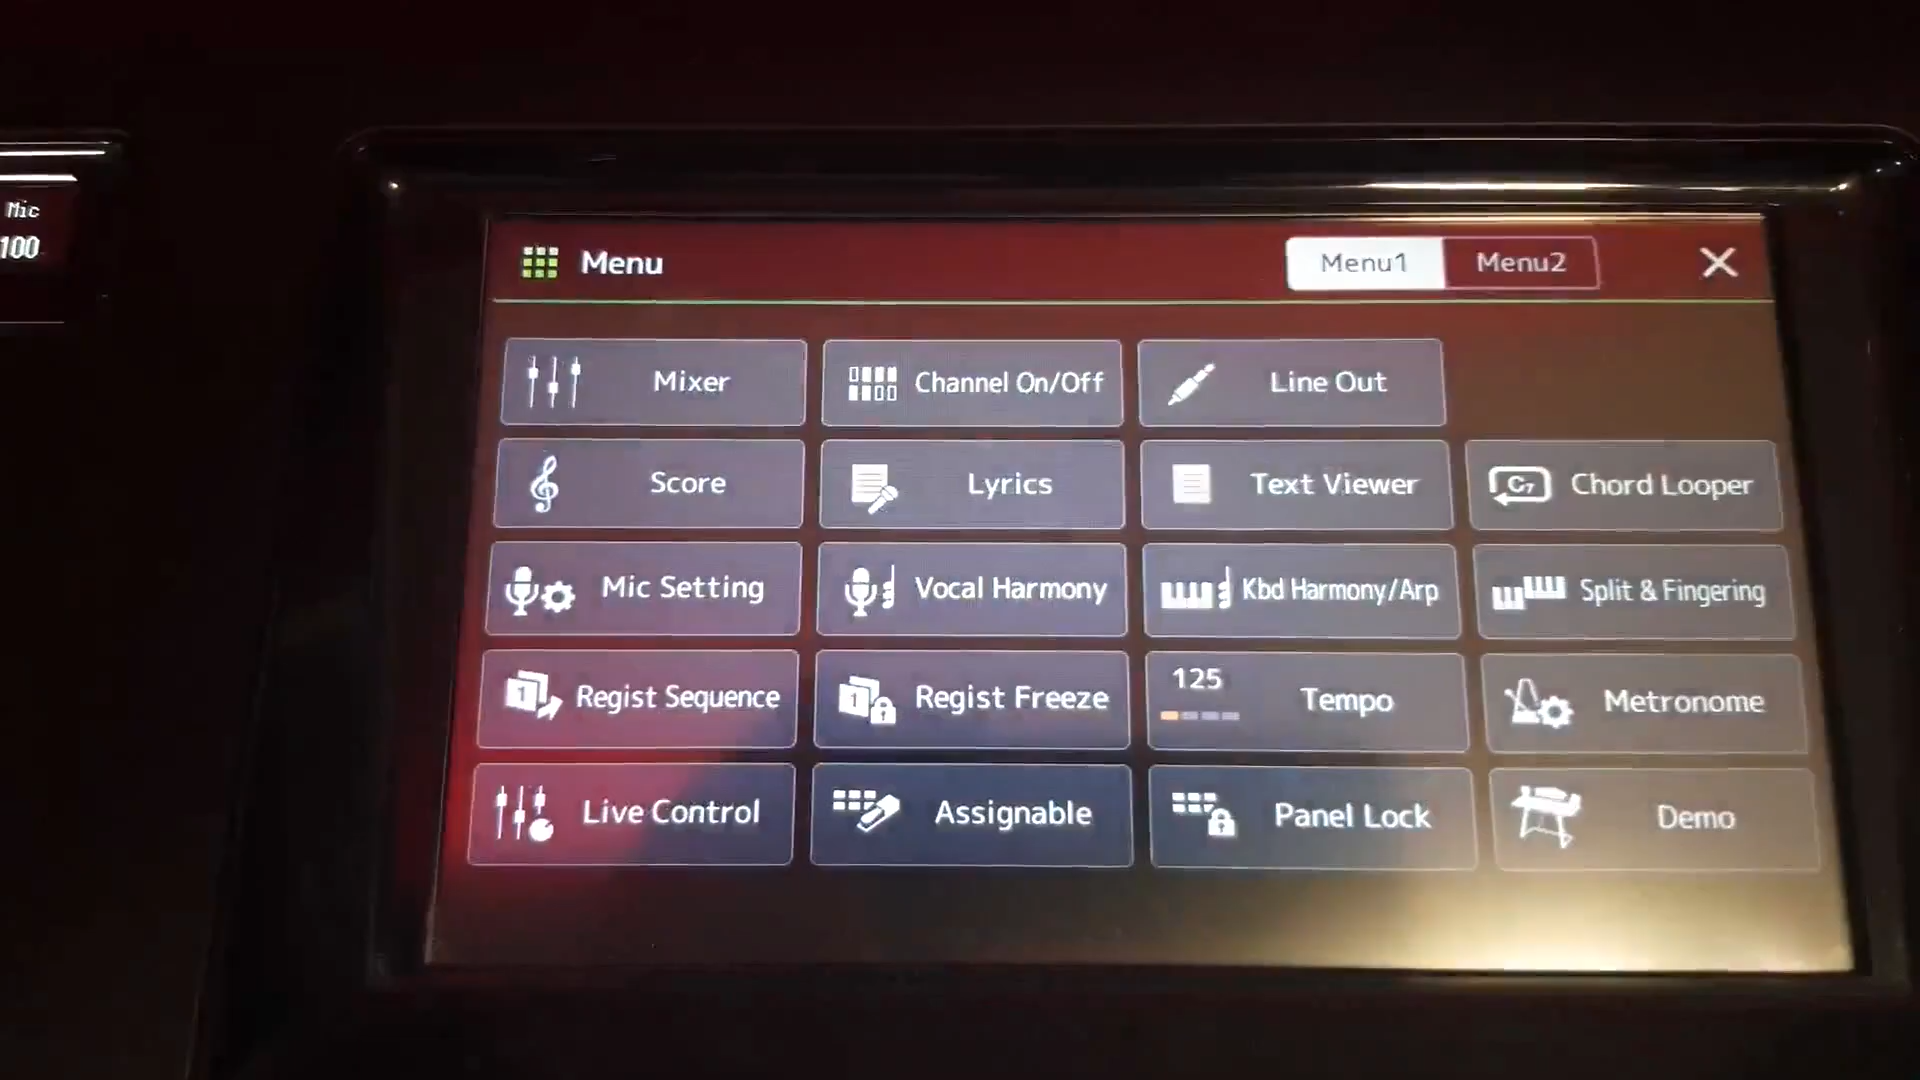 Mic
100
Menu
Menu1 Menu2
Mixer Channel On/Off Line Out
Score Lyrics Text Viewer C7 Chord Looper
Mic Setting Vocal Harmony Kbd Harmony/Arp Split & Fingering
1 Regist Sequence 1 Regist Freeze 125 Tempo Metronome
Live Control Assignable Panel Lock Demo